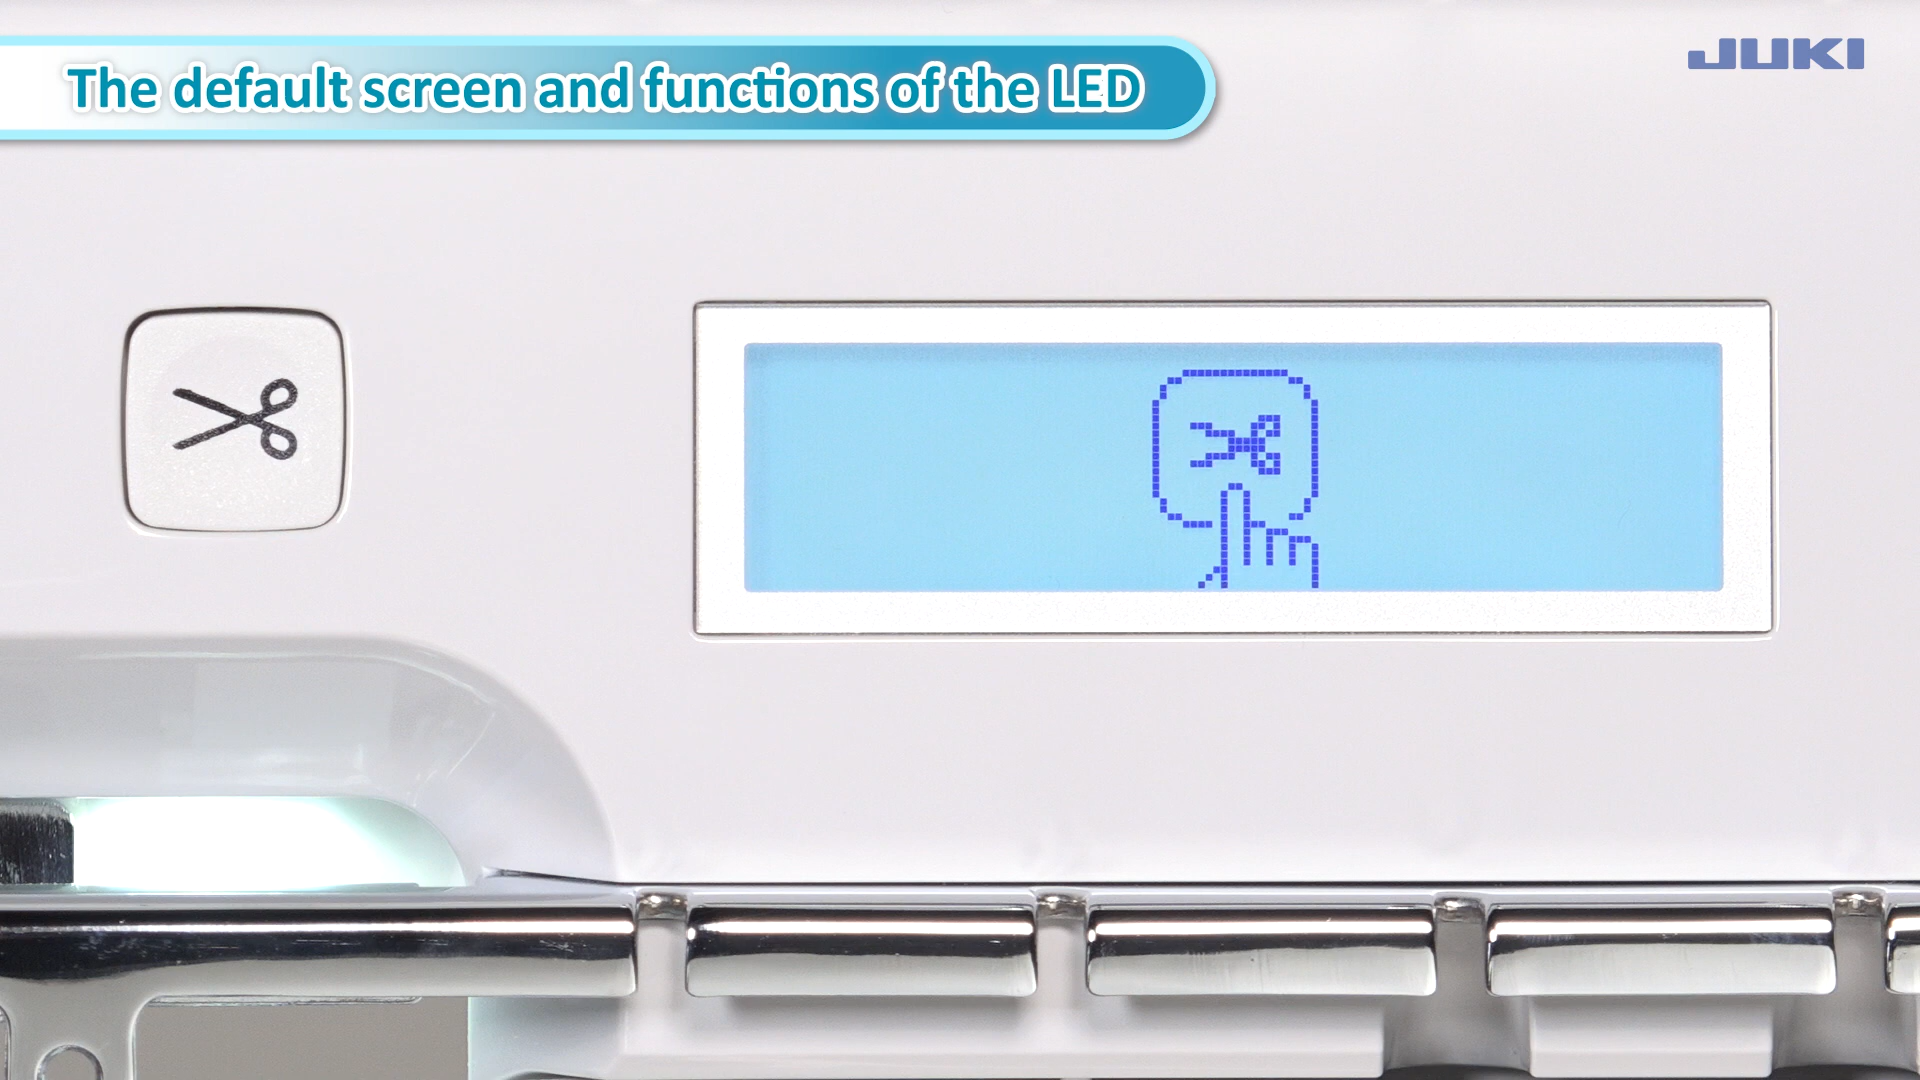 The default screen and functions of the LED
JUKI